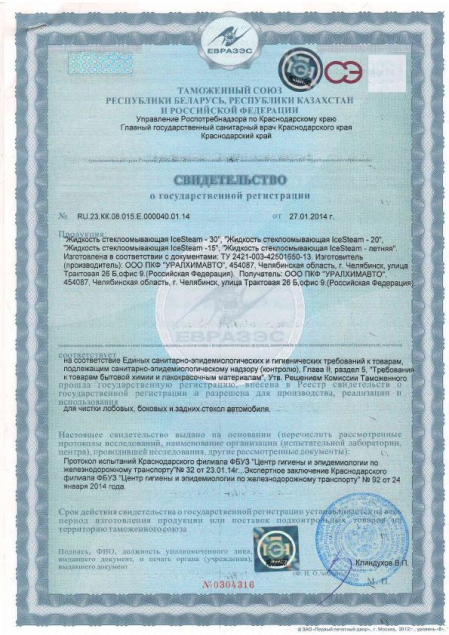 ЕВРАЗЭС
СЭ
ТАМОЖЕННЫЙ СОЮЗ
РЕСПУБЛИКИ БЕЛАРУСЬ, РЕСПУБЛИКИ КАЗАХСТАН
И РОССИЙСКОЙ ФЕДЕРАЦИИ
Управление Роспотребнадзора по Краснодарскому краю
Главный государственный санитарный врач Краснодарского края
Краснодарский край
СВИДЕТЕЛЬСТВО
о государственной регистрации
№ RU.23.КК.08.015.Е.000040.01.14 от 27.01.2014 г.
Продукция:
"Жидкость стеклоомывающая IceSteam - 30", "Жидкость стеклоомывающая IceSteam - 20",
"Жидкость стеклоомывающая IceSteam -15", "Жидкость стеклоомывающая IceSteam - летняя".
Изготовлена в соответствии с документами: ТУ 2421-003-42501650-13. Изготовитель
(производитель): ООО ПКФ "УРАЛХИМАВТО", 454087, Челябинская область, г. Челябинск, улица
Трактовая 26 Б,офис 9.(Российская Федерация). Получатель: ООО ПКФ "УРАЛХИМАВТО".
454087, Челябинская область, г. Челябинск, улица Трактовая 26 Б,офис 9.(Российская Федерация)
ЕВРАЗЭС
соответствует
на соответствие Единых санитарно-эпидемиологических и гигиенических требований к товарам,
подлежащим санитарно-эпидемиологическому надзору (контролю), Глава II, раздел 5, "Требования
к товарам бытовой химии и лакокрасочным материалам", Утв. Решением Комиссии Таможенного
прошла государственную регистрацию, внесена в Реестр свидетельств о
государственной регистрации и разрешена для производства, реализации и
использования
для чистки лобовых, боковых и задних стекол автомобиля.
Настоящее свидетельство выдано на основании (перечислить рассмотренные
протоколы исследований, наименование организации (испытательной лаборатории,
центра), проводившей исследования, другие рассмотренные документы):
Протокол испытаний Краснодарского филиала ФБУЗ "Центр гигиены и эпидемиологии по
железнодорожному транспорту"№ 32 от 23.01.14г.,Экспертное заключение Краснодарского
филиала ФБУЗ "Центр гигиены и эпидемиологии по железнодорожному транспорту" № 92 от 24
января 2014 года.
Срок действия свидетельства о государственной регистрации устанавливается на весь
период изготовления продукции или поставок подконтрольных товаров на
территорию таможенного союза
Подпись, ФИО, должность уполномоченного лица,
выдавшего документ, и печать органа (учреждения),
выдавшего документ
Клиндухов В.П.
М. П.
№0304316